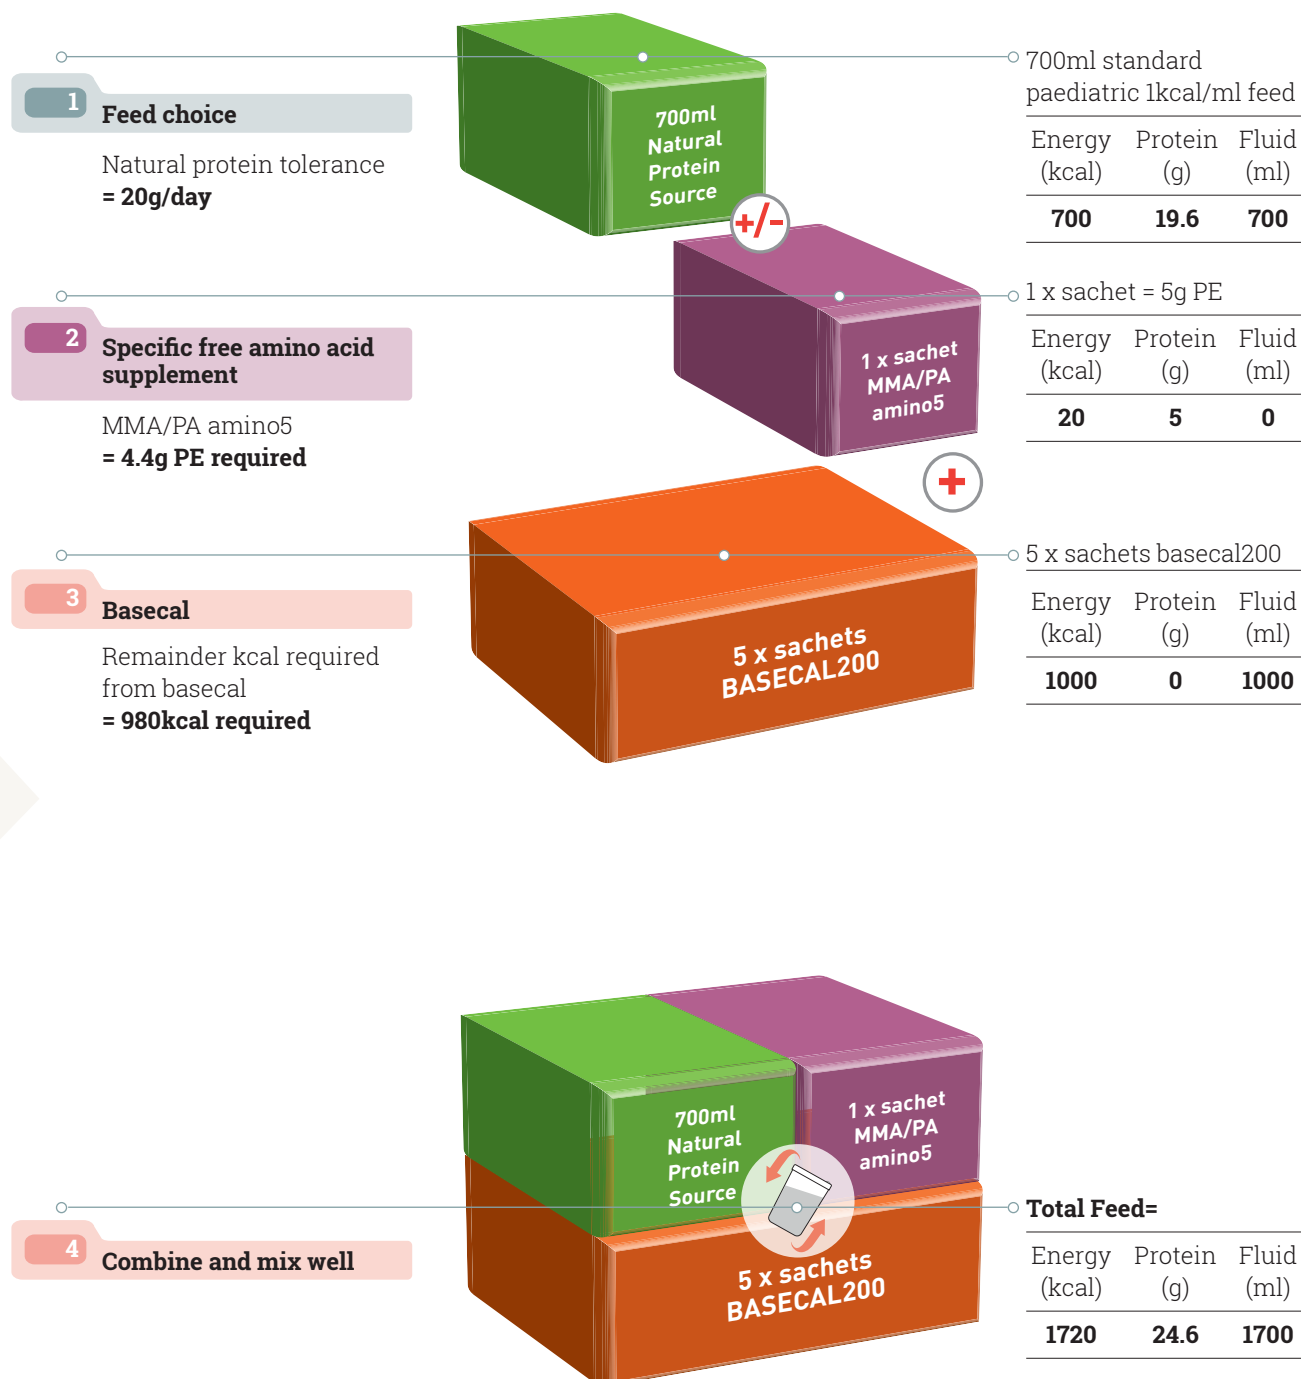 1
Feed choice
Natural protein tolerance
= 20g/day
700ml
Natural
Protein
Source
+/-
700ml standard
paediatric 1kcal/ml feed
Energy Protein Fluid
(kcal) (g) (ml)
700 19.6 700
2
Specific free amino acid
supplement
MMA/PA amino5
= 4.4g PE required
1 x sachet
MMA/PA
amino5
+
1 x sachet = 5g PE
Energy Protein Fluid
(kcal) (g) (ml)
20 5 0
3
Basecal
Remainder kcal required
from basecal
= 980kcal required
5 x sachets
BASECAL200
5 x sachets basecal200
Energy Protein Fluid
(kcal) (g) (ml)
1000 0 1000
4
Combine and mix well
700ml
Natural
Protein
Source
1 x sachet
MMA/PA
amino5
5 x sachets
BASECAL200
Total Feed=
Energy Protein Fluid
(kcal) (g) (ml)
1720 24.6 1700